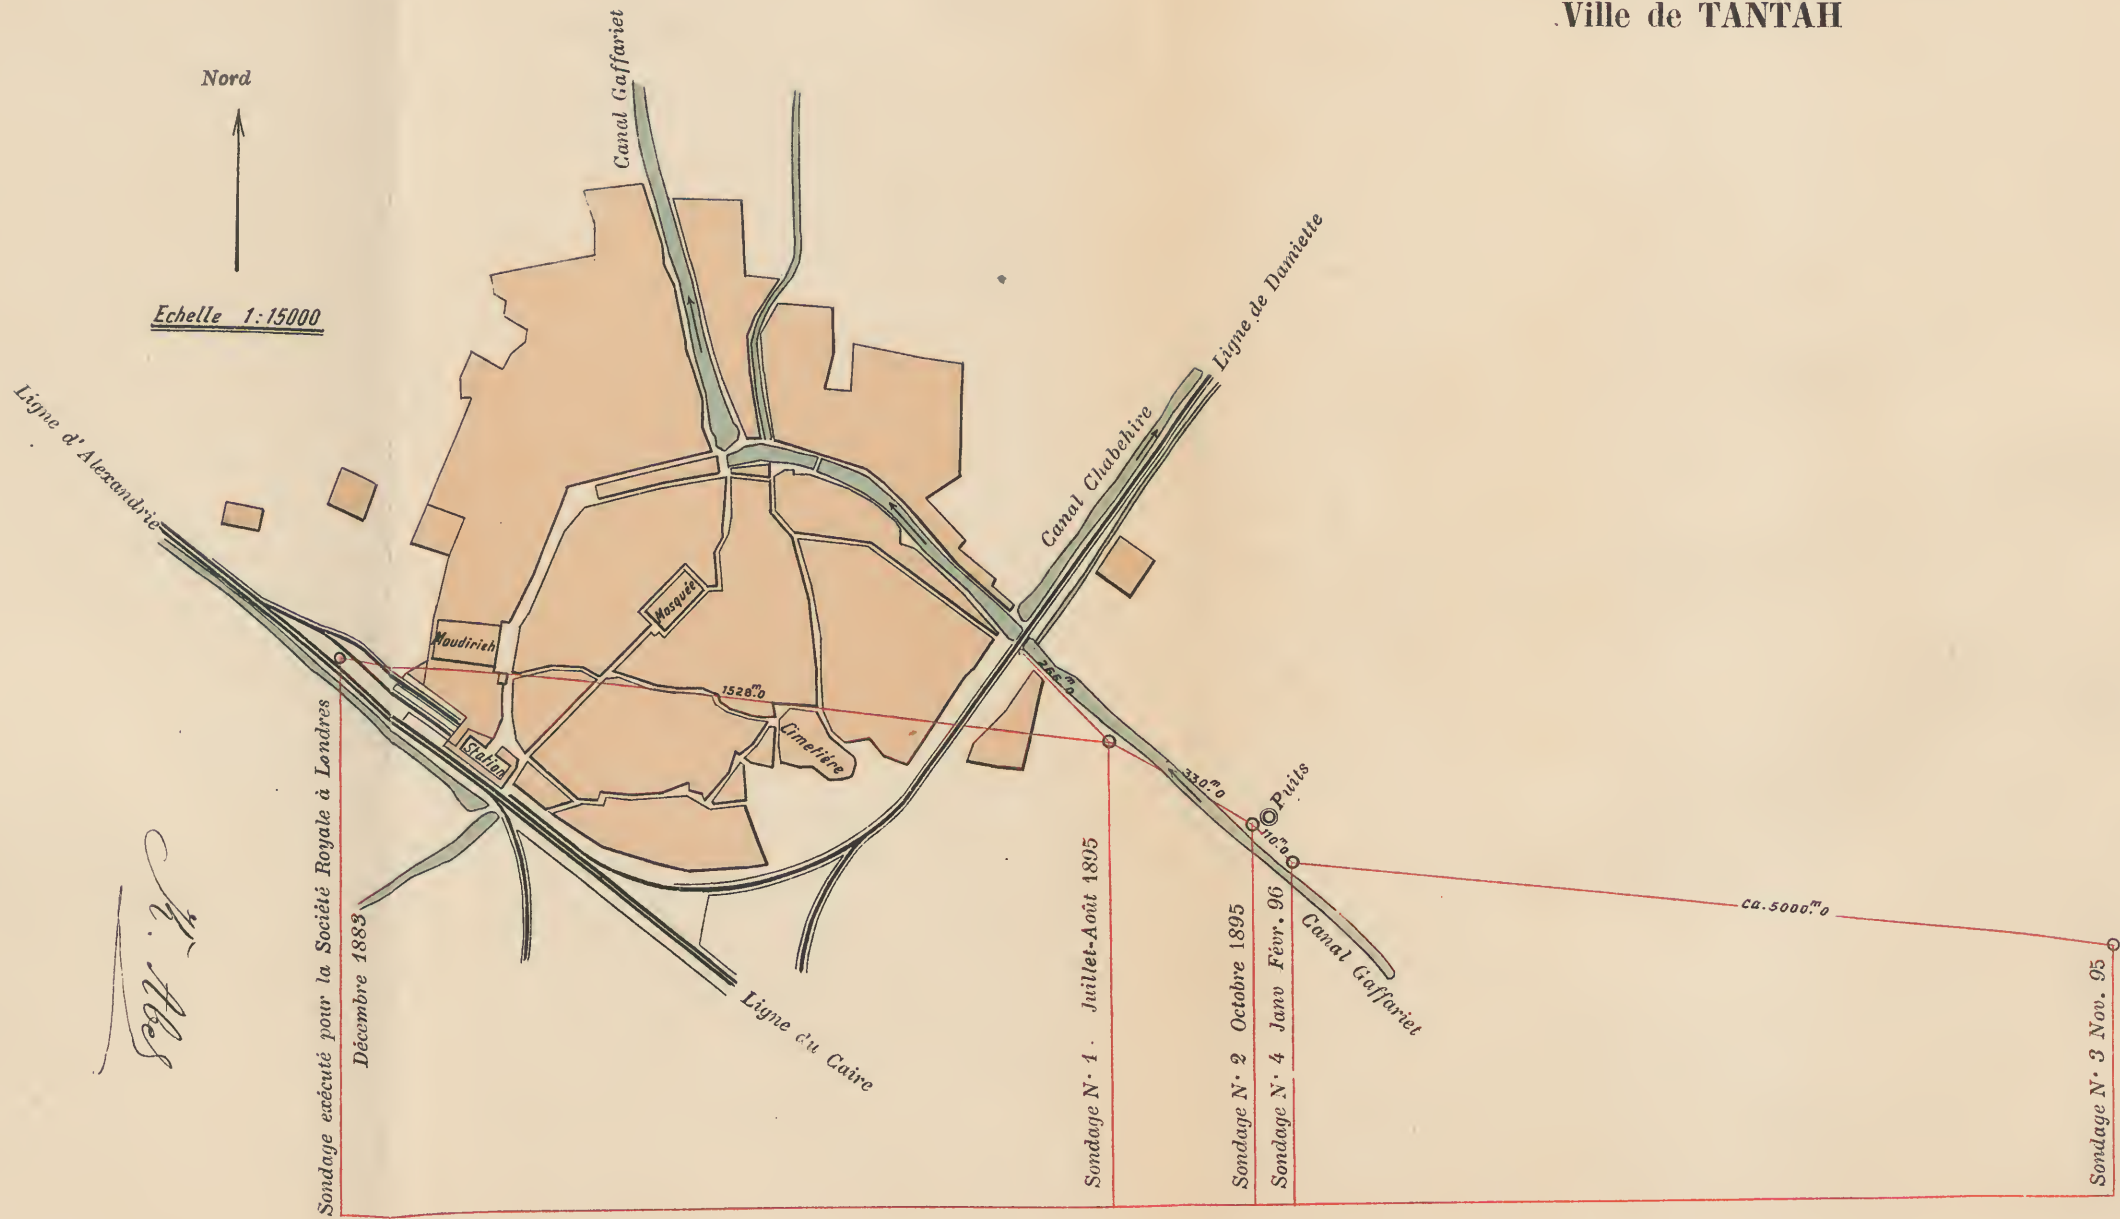 Ville de TANTAH
Nord
Echelle 1:15000
Canal Gaffariet
Ligne de Damiette
Ligne d'Alexandrie
Canal Chabehire
Mosquée
Moudirieh
1528.m0
266.m0
Station
Cimetière
330.m0
Puits
110.m0
ca.5000.m0
Canal Gaffariet
Ligne du Caire
Sondage exécuté pour la Société Royale à Londres
Décembre 1883
Sondage N. 1. Juillet-Août 1895
Sondage N. 2 Octobre 1895
Sondage N. 4 Janv Févr. 96
Sondage N. 3 Nov. 95